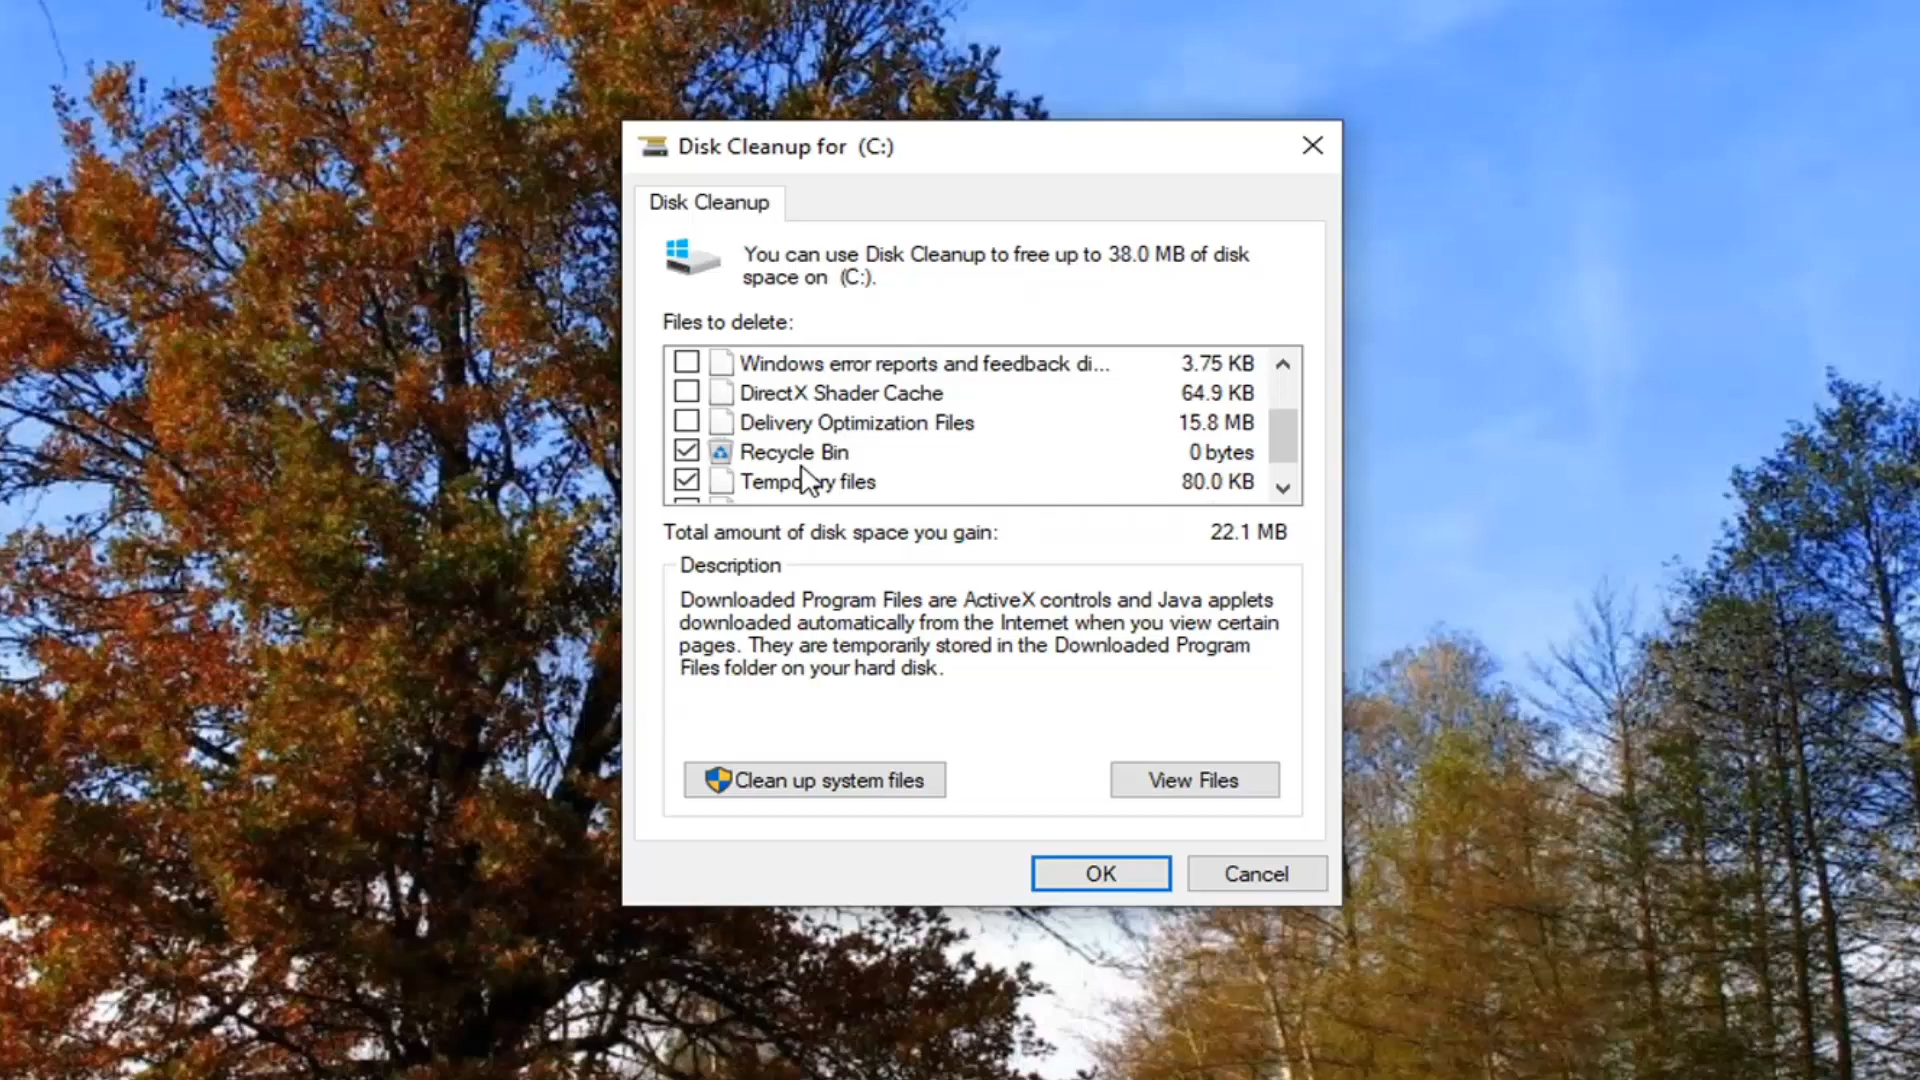 Disk Cleanup for (C:)
Disk Cleanup
You can use Disk Cleanup to free up to 38.0 MB of disk
space on (C:).
Files to delete:
Windows error reports and feedback di... 3.75 KB
DirectX Shader Cache 64.9 KB
Delivery Optimization Files 15.8 MB
Recycle Bin 0 bytes
Temporary files 80.0 KB
Total amount of disk space you gain: 22.1 MB
Description
Downloaded Program Files are ActiveX controls and Java applets
downloaded automatically from the Internet when you view certain
pages. They are temporarily stored in the Downloaded Program
Files folder on your hard disk.
Clean up system files
View Files
OK
Cancel